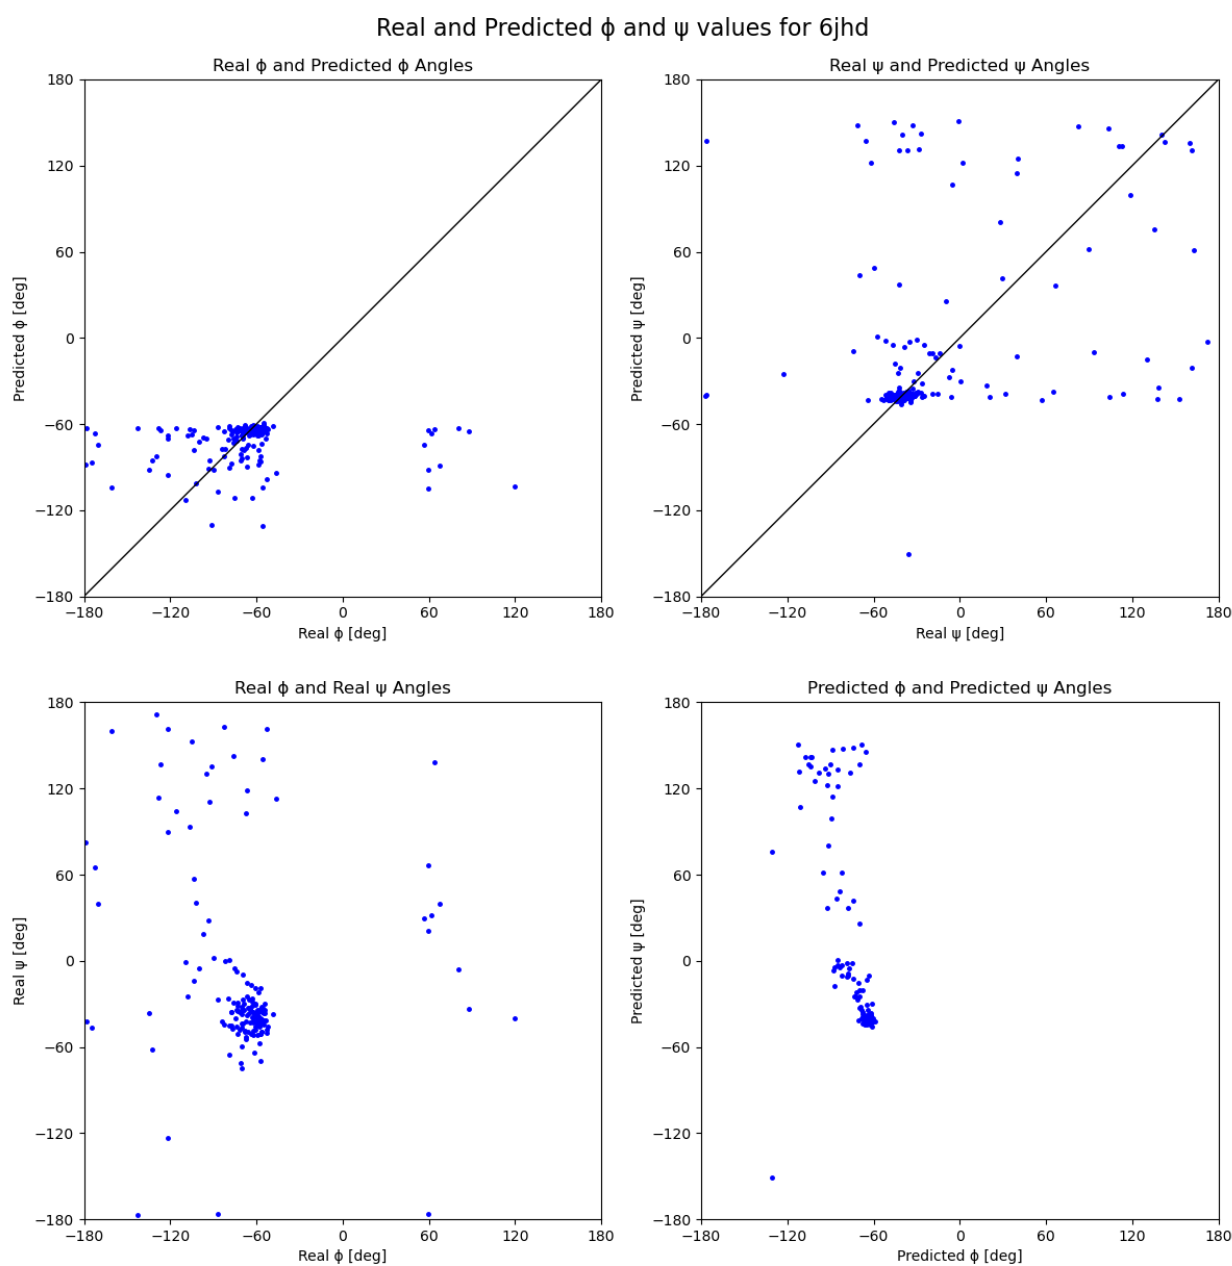 Real and Predicted ϕ and ψ values for 6jhd
Real ϕ and Predicted ϕ Angles
180
120
60
0
−60
−120
−180
Predicted ϕ [deg]
−180 −120 −60 0 60 120 180
Real ϕ [deg]
Real ψ and Predicted ψ Angles
180
120
60
0
−60
−120
−180
Predicted ψ [deg]
−180 −120 −60 0 60 120 180
Real ψ [deg]
Real ϕ and Real ψ Angles
180
120
60
0
−60
−120
−180
Real ψ [deg]
−180 −120 −60 0 60 120 180
Real ϕ [deg]
Predicted ϕ and Predicted ψ Angles
180
120
60
0
−60
−120
−180
Predicted ψ [deg]
−180 −120 −60 0 60 120 180
Predicted ϕ [deg]